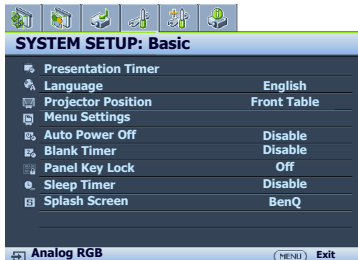 SYSTEM SETUP: Basic
Presentation Timer
Language English
Projector Position Front Table
Menu Settings
Auto Power Off Disable
Blank Timer Disable
Panel Key Lock Off
Sleep Timer Disable
Splash Screen BenQ
Analog RGB MENU Exit